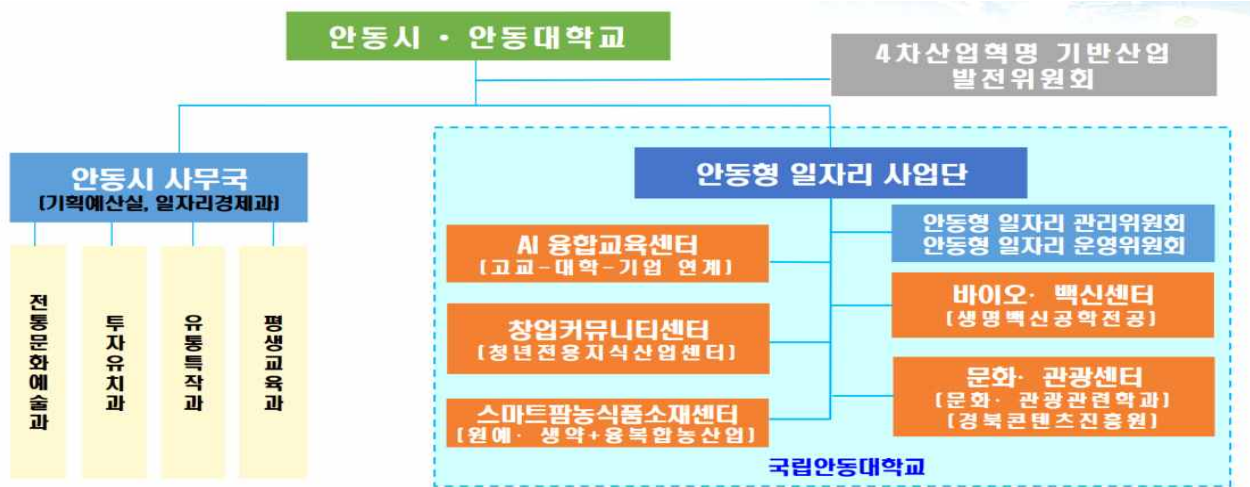 안동시 · 안동대학교
4차산업혁명 기반산업
발전위원회
안동시 사무국
(기획예산실, 일자리경제과)
전통문화예술과
투자유치과
유통특작과
평생교육과
안동형 일자리 사업단
안동형 일자리 관리위원회
안동형 일자리 운영위원회
AI 융합교육센터
(고교-대학-기업 연계)
바이오· 백신센터
(생명백신공학전공)
창업커뮤니티센터
(청년전용지식산업센터)
문화· 관광센터
(문화· 관광관련학과)
(경북콘텐츠진흥원)
스마트팜농식품소재센터
(원예· 생약+융복합농산업)
국립안동대학교